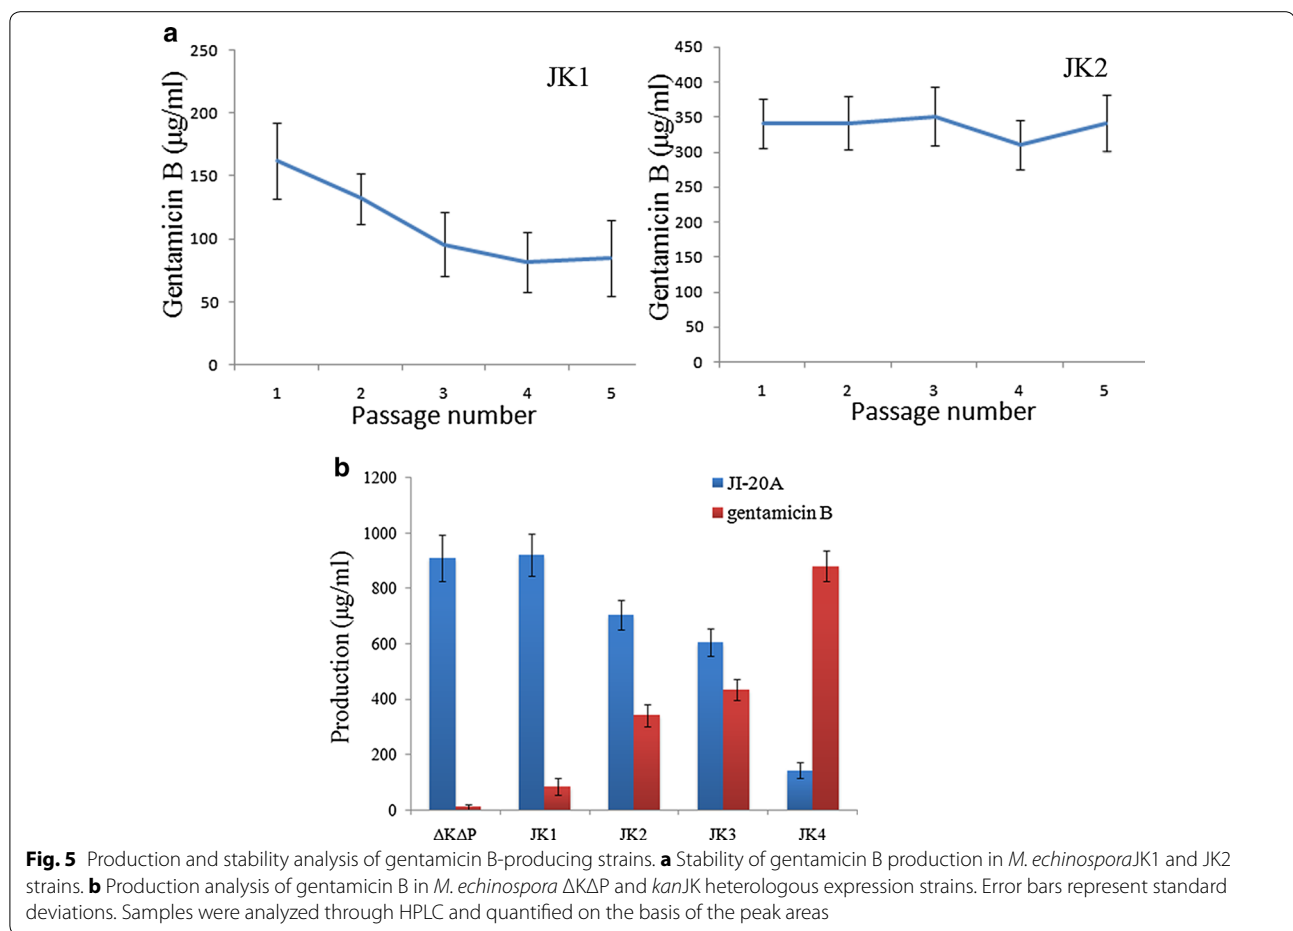 a
250
200
150
100
50
0
Gentamicin B (µg/ml)
JK1
1 2 3 4 5
Passage number
450
400
350
300
250
200
150
100
50
0
Gentamicin B (µg/ml)
JK2
1 2 3 4 5
Passage number
b
1200
1000
800
600
400
200
0
Production (µg/ml)
JI-20A
gentamicin B
ΔKΔP JK1 JK2 JK3 JK4
Fig. 5 Production and stability analysis of gentamicin B-producing strains. a Stability of gentamicin B production in M. echinosporaJK1 and JK2
strains. b Production analysis of gentamicin B in M. echinospora ΔKΔP and kanJK heterologous expression strains. Error bars represent standard
deviations. Samples were analyzed through HPLC and quantified on the basis of the peak areas